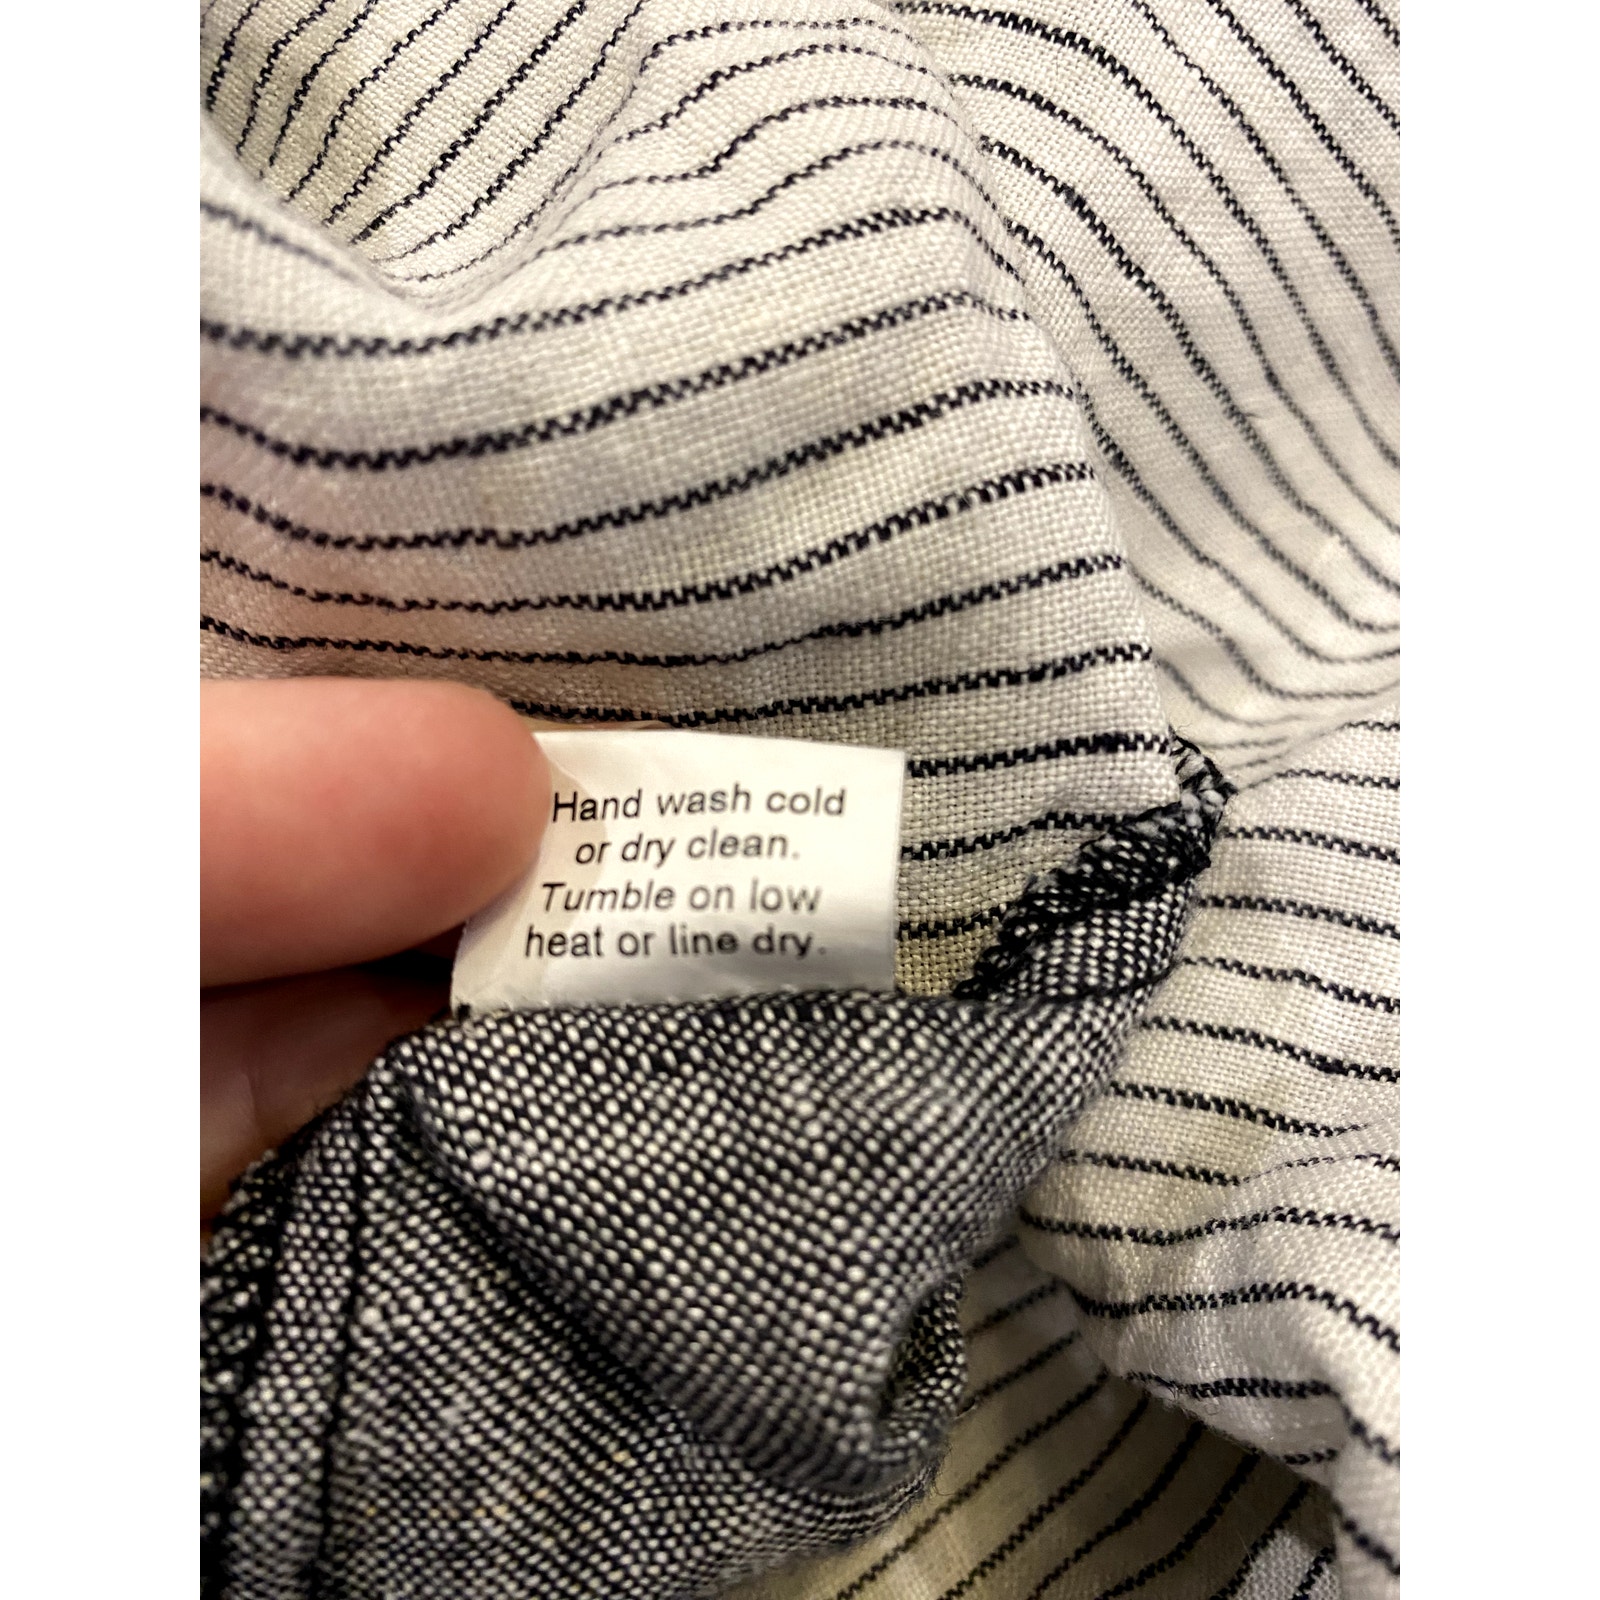 Hand wash cold
or dry clean.
Tumble on low
heat or line dry.